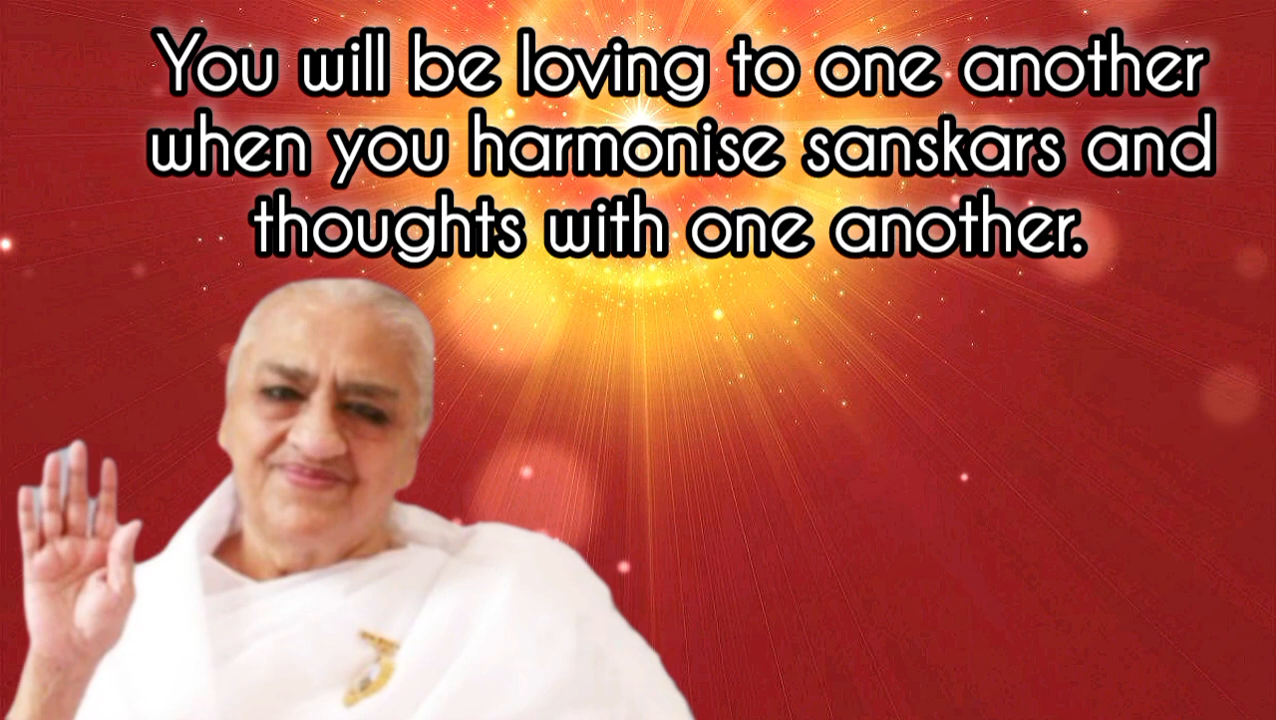 You will be loving to one another
when you harmonise sanskars and
thoughts with one another.